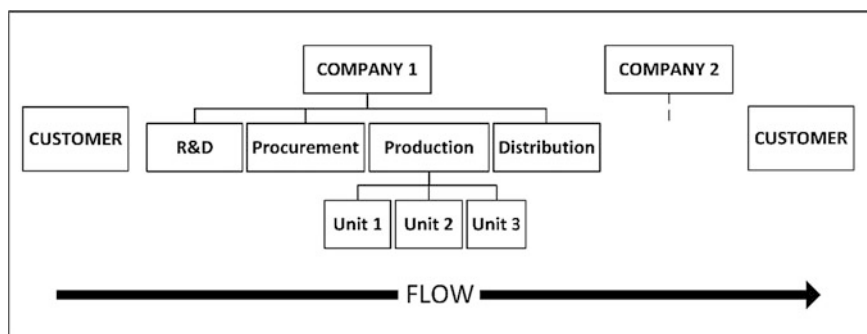 COMPANY 1
COMPANY 2
CUSTOMER
R&D
Procurement
Production
Distribution
CUSTOMER
Unit 1
Unit 2
Unit 3
FLOW